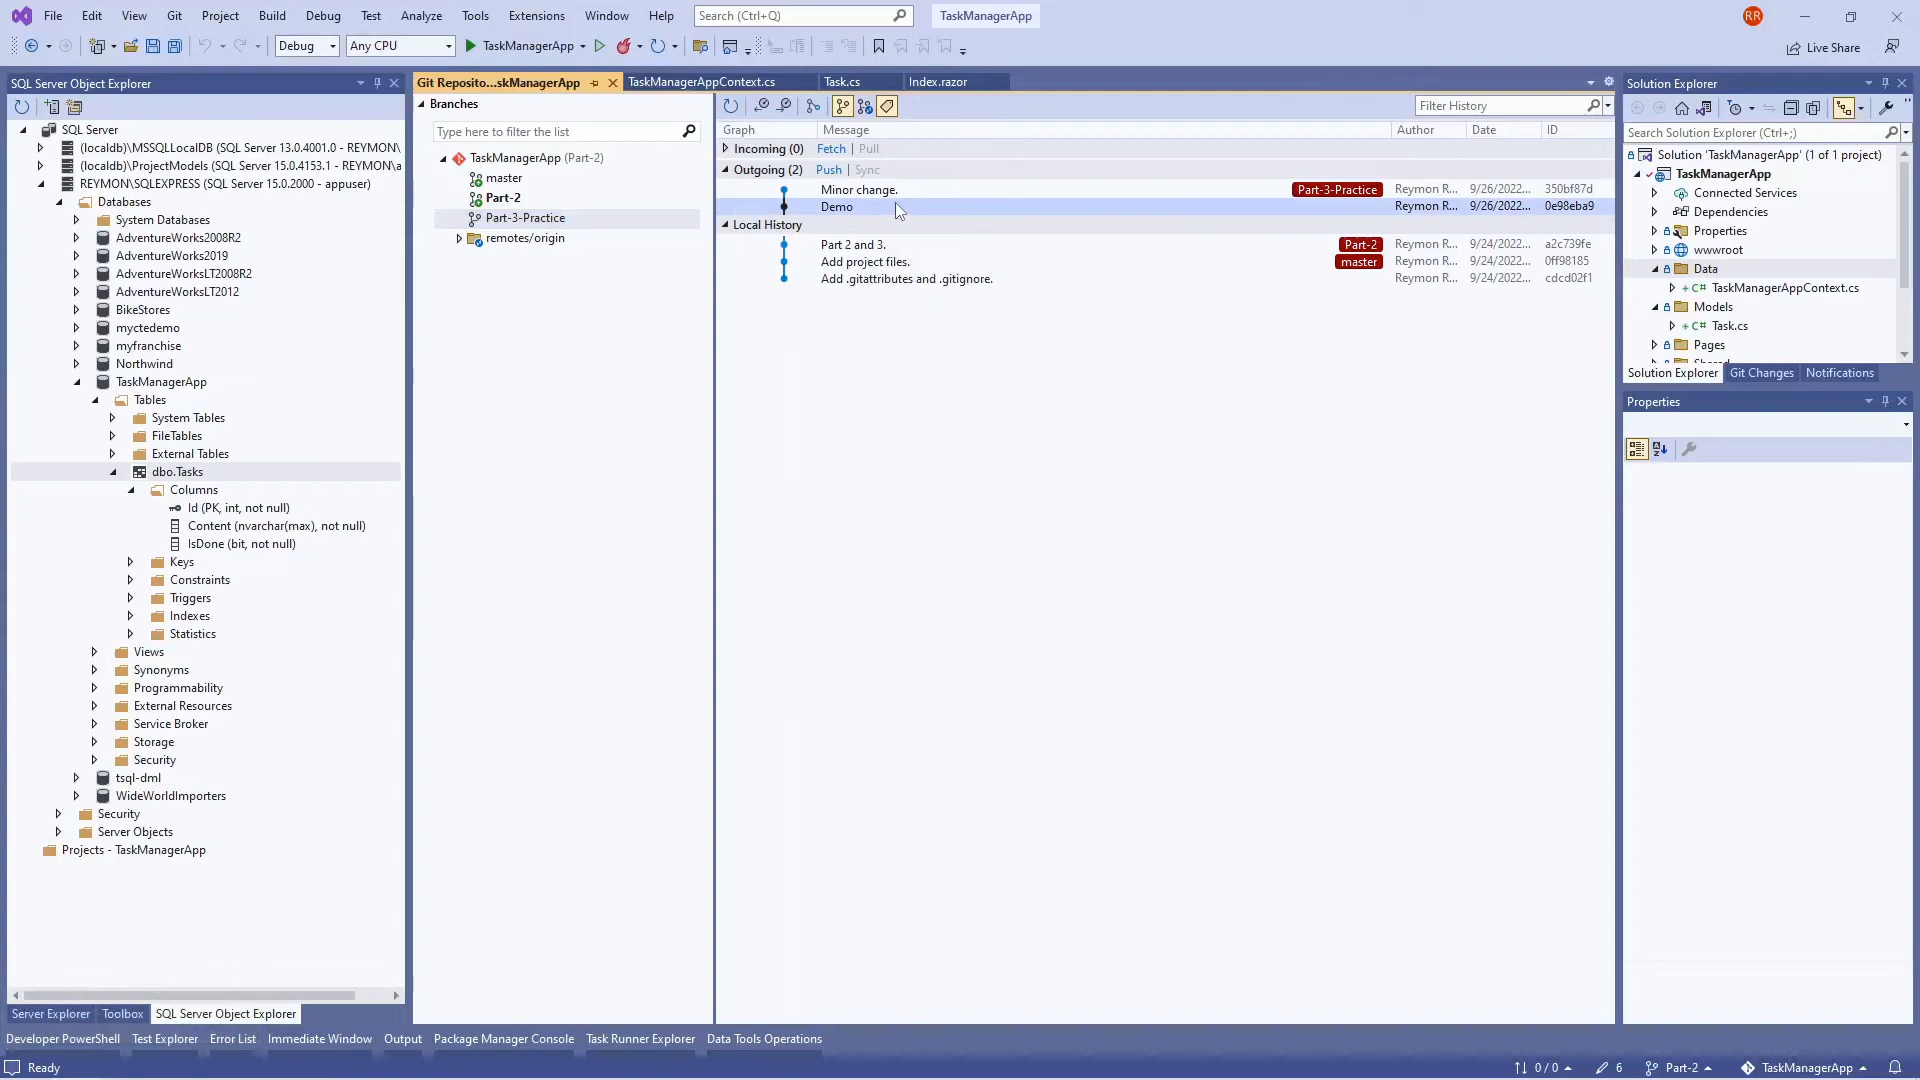 File Edit View Git Project Build Debug Test Analyze Tools Extensions Window Help Search (Ctrl+Q) TaskManagerApp RR
Debug Any CPU TaskManagerApp Live Share
SQL Server Object Explorer
SQL Server
(localdb)\MSSQLLocalDB (SQL Server 13.0.4001.0 - REYMON\
(localdb)\ProjectModels (SQL Server 15.0.4153.1 - REYMON\a
REYMON\SQLEXPRESS (SQL Server 15.0.2000 - appuser)
Databases
System Databases
AdventureWorks2008R2
AdventureWorks2019
AdventureWorksLT2008R2
AdventureWorksLT2012
BikeStores
myctedemo
myfranchise
Northwind
TaskManagerApp
Tables
System Tables
FileTables
External Tables
dbo.Tasks
Columns
Id (PK, int, not null)
Content (nvarchar(max), not null)
IsDone (bit, not null)
Keys
Constraints
Triggers
Indexes
Statistics
Views
Synonyms
Programmability
External Resources
Service Broker
Storage
Security
tsql-dml
WideWorldImporters
Security
Server Objects
Projects - TaskManagerApp
Server Explorer Toolbox SQL Server Object Explorer
Git Reposito...skManagerApp TaskManagerAppContext.cs Task.cs Index.razor
Branches
Type here to filter the list
TaskManagerApp (Part-2)
master
Part-2
Part-3-Practice
remotes/origin
Filter History
Graph Message Author Date ID
Incoming (0) Fetch | Pull
Outgoing (2) Push | Sync
Minor change. Part-3-Practice Reymon R... 9/26/2022... 350bf87d
Demo Reymon R... 9/26/2022... 0e98eba9
Local History
Part 2 and 3. Part-2 Reymon R... 9/24/2022... a2c739fe
Add project files. master Reymon R... 9/24/2022... 0ff98185
Add .gitattributes and .gitignore. Reymon R... 9/24/2022... cdcd02f1
Solution Explorer
Search Solution Explorer (Ctrl+;)
Solution 'TaskManagerApp' (1 of 1 project)
TaskManagerApp
Connected Services
Dependencies
Properties
wwwroot
Data
C# TaskManagerAppContext.cs
Models
C# Task.cs
Pages
Shared
Solution Explorer Git Changes Notifications
Properties
Developer PowerShell Test Explorer Error List Immediate Window Output Package Manager Console Task Runner Explorer Data Tools Operations
Ready 0 / 0 6 Part-2 TaskManagerApp